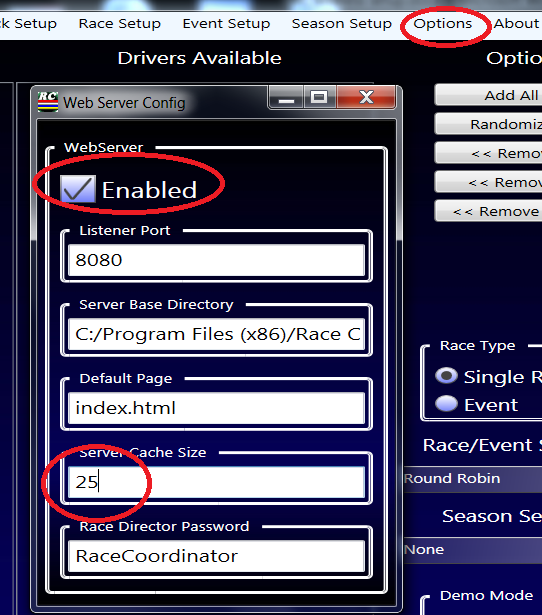 ck Setup Race Setup Event Setup Season Setup Options About
Drivers Available
Optio
RC Web Server Config
Add All
Randomiz
<< Remov
<< Remov
<< Remove
WebServer
Enabled
Listener Port
8080
Server Base Directory
C:/Program Files (x86)/Race C
Default Page
index.html
Server Cache Size
25
Race Director Password
RaceCoordinator
Race Type
Single R
Event
Race/Event S
Round Robin
Season Se
None
Demo Mode